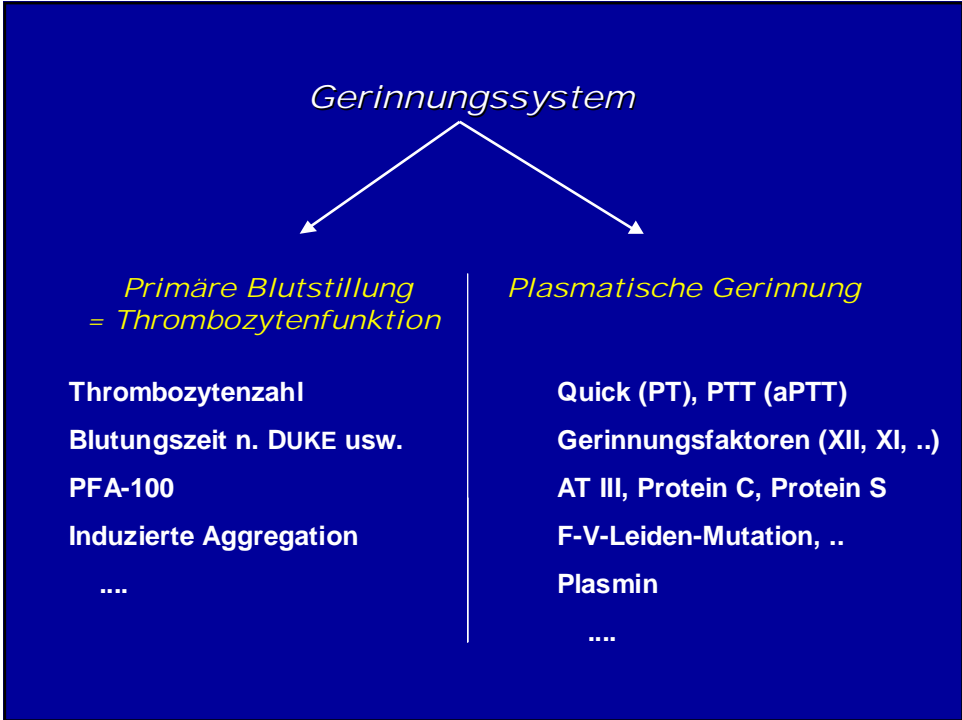 Gerinnungssystem
Primäre Blutstillung
= Thrombozytenfunktion
Thrombozytenzahl
Blutungszeit n. DUKE usw.
PFA-100
Induzierte Aggregation
....
Plasmatische Gerinnung
Quick (PT), PTT (aPTT)
Gerinnungsfaktoren (XII, XI, ..)
AT III, Protein C, Protein S
F-V-Leiden-Mutation, ..
Plasmin
....